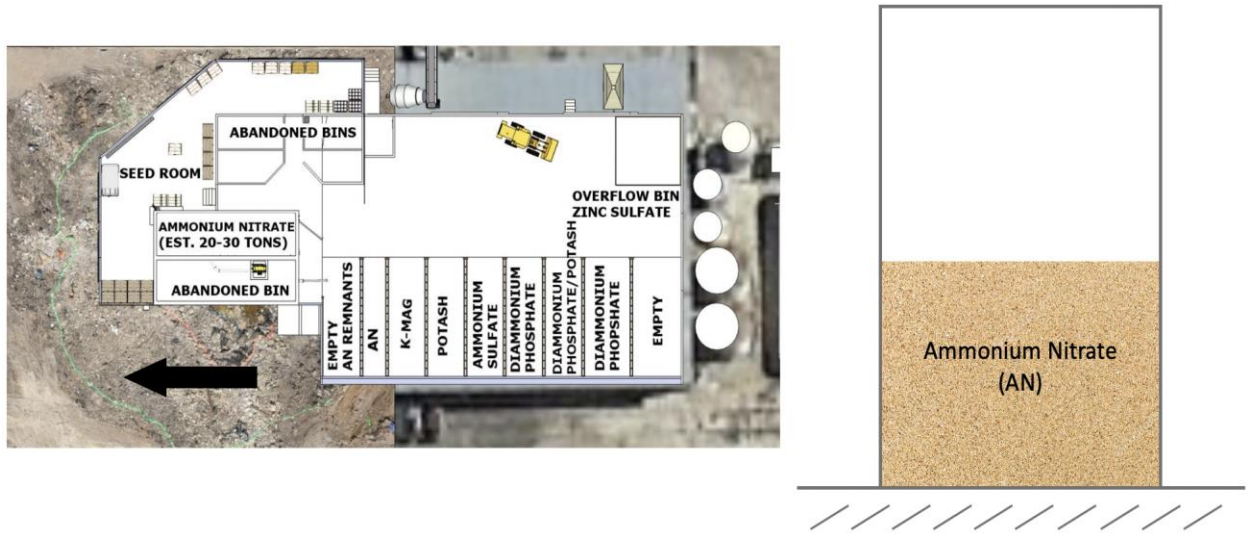 ABANDONED BINS
SEED ROOM
OVERFLOW BIN
ZINC SULFATE
AMMONIUM NITRATE
(EST. 20-30 TONS)
ABANDONED BIN
EMPTY
AN REMNANTS
AN
K-MAG
POTASH
AMMONIUM
SULFATE
DIAMMONIUM
PHOSPHATE
DIAMMONIUM
PHOSPHATE/POTASH
DIAMMONIUM
PHOPSHATE
EMPTY
Ammonium Nitrate
(AN)